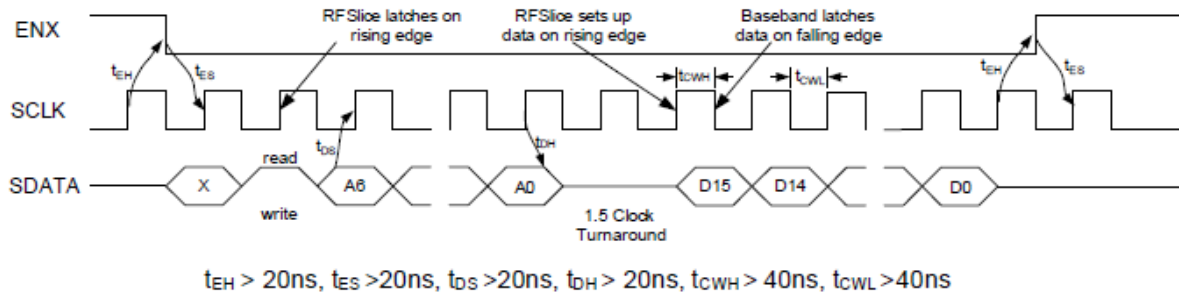 ENX
RFSlice latches on
rising edge
RFSlice sets up
data on rising edge
Baseband latches
data on falling edge
tEH
tES
tCWH
tCWL
tEH
tES
SCLK
tDS
tDH
read
SDATA
X
A6
A0
D15
D14
D0
write
1.5 Clock
Turnaround
tEH > 20ns, tES >20ns, tDS >20ns, tDH > 20ns, tCWH > 40ns, tCWL >40ns